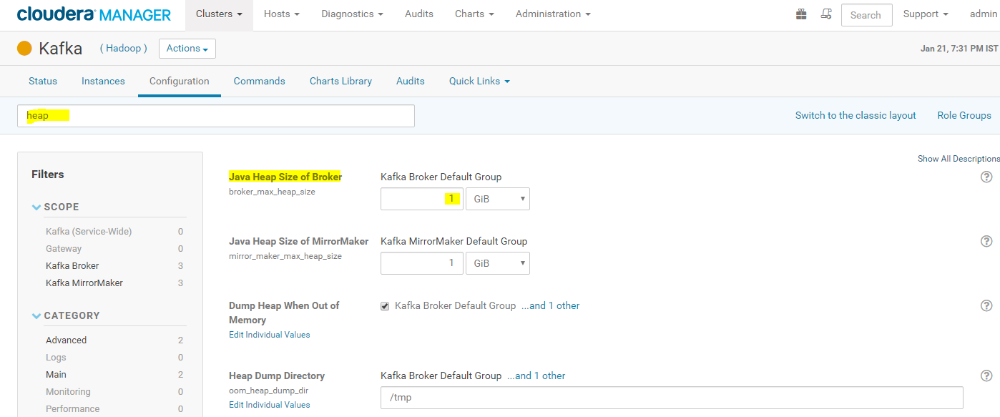 cloudera MANAGER Clusters Hosts Diagnostics Audits Charts Administration Search Support admin
Kafka ( Hadoop ) Actions Jan 21, 7:31 PM IST
Status Instances Configuration Commands Charts Library Audits Quick Links
heap Switch to the classic layout Role Groups
Show All Descriptions
Filters
SCOPE
Kafka (Service-Wide) 0
Gateway 0
Kafka Broker 3
Kafka MirrorMaker 3
CATEGORY
Advanced 2
Logs 0
Main 2
Monitoring 0
Performance 0
Java Heap Size of Broker Kafka Broker Default Group
broker_max_heap_size
1 GiB
Java Heap Size of MirrorMaker Kafka MirrorMaker Default Group
mirror_maker_max_heap_size
1 GiB
Dump Heap When Out of
Memory
Kafka Broker Default Group ...and 1 other
Edit Individual Values
Heap Dump Directory Kafka Broker Default Group ...and 1 other
oom_heap_dump_dir
/tmp
Edit Individual Values